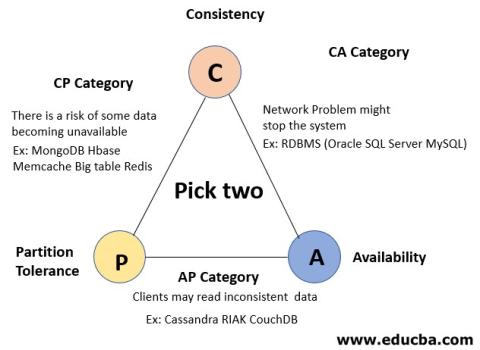 Consistency
C
CA Category
CP Category
There is a risk of some data
becoming unavailable
Ex: MongoDB Hbase
Memcache Big table Redis
Network Problem might
stop the system
Ex: RDBMS (Oracle SQL Server MySQL)
Pick two
Partition
Tolerance
P
A
Availability
AP Category
Clients may read inconsistent data
Ex: Cassandra RIAK CouchDB
www.educba.com